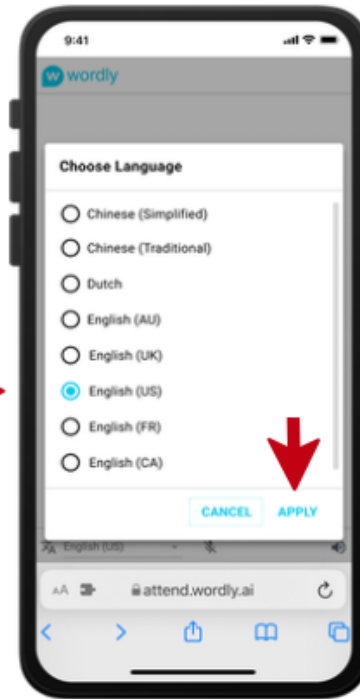 9:41
wordly
Choose Language
Chinese (Simplified)
Chinese (Traditional)
Dutch
English (AU)
English (UK)
English (US)
English (FR)
English (CA)
CANCEL APPLY
English (US)
AA attend.wordly.ai